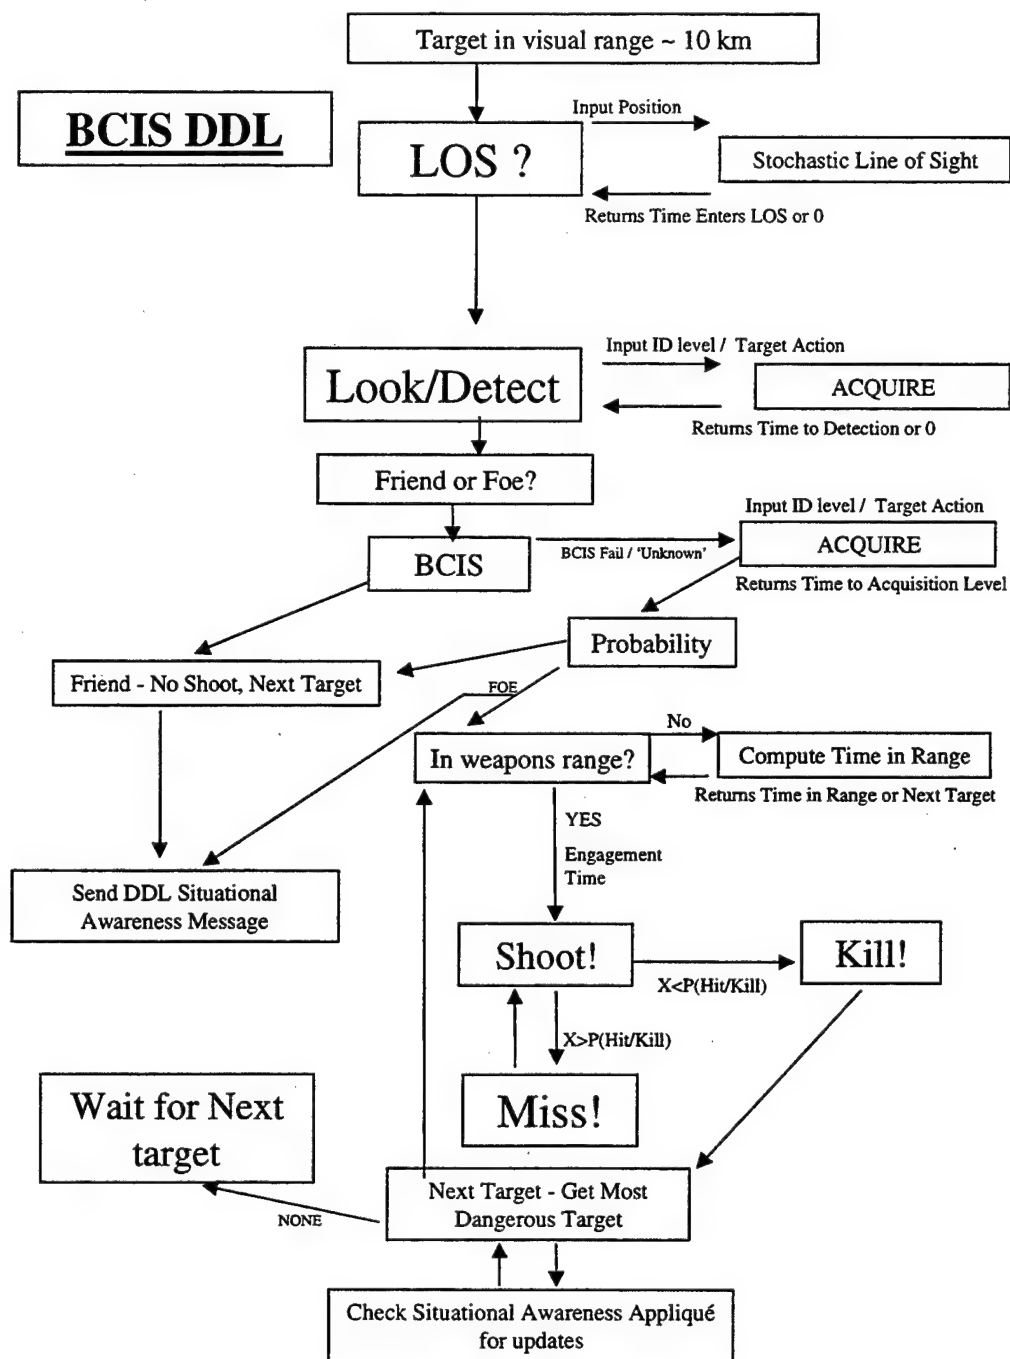 Target in visual range ~ 10 km
BCIS DDL
Input Position
LOS ?
Stochastic Line of Sight
Returns Time Enters LOS or 0
Input ID level / Target Action
Look/Detect
ACQUIRE
Returns Time to Detection or 0
Friend or Foe?
Input ID level / Target Action
BCIS
BCIS Fail / 'Unknown'
ACQUIRE
Returns Time to Acquisition Level
Probability
Friend - No Shoot, Next Target
FOE
No
In weapons range?
Compute Time in Range
Returns Time in Range or Next Target
YES
Engagement
Time
Send DDL Situational
Awareness Message
Shoot!
Kill!
X<P(Hit/Kill)
X>P(Hit/Kill)
Wait for Next
target
Miss!
Next Target - Get Most
Dangerous Target
NONE
Check Situational Awareness Appliqué
for updates